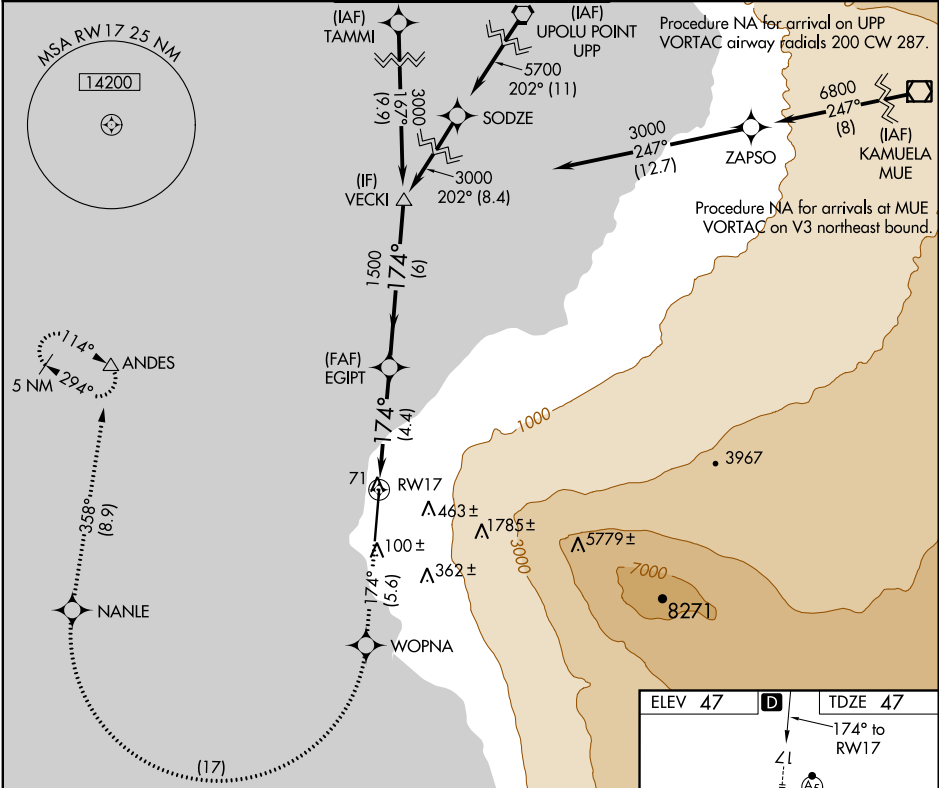 MSA RW17 25 NM
14200
(IAF)
TAMMI
(IAF)
UPOLU POINT
UPP
Procedure NA for arrival on UPP
VORTAC airway radials 200 CW 287.
5700
202° (11)
SODZE
3000
167°
(9.9)
3000
202° (8.4)
(IF)
VECKI
6800
247°
(8)
(IAF)
KAMUELA
MUE
3000
247°
(12.7)
ZAPSO
Procedure NA for arrivals at MUE
VORTAC on V3 northeast bound.
1500
174°
(6)
114°
294°
5 NM
ANDES
(FAF)
EGIPT
174°
(4.4)
1000
3967
71
RW17
463±
1785±
5779±
100±
362±
3000
7000
8271
358°
(8.9)
174°
(5.6)
NANLE
WOPNA
(17)
ELEV 47
D
TDZE 47
174° to
RW17
17
A5